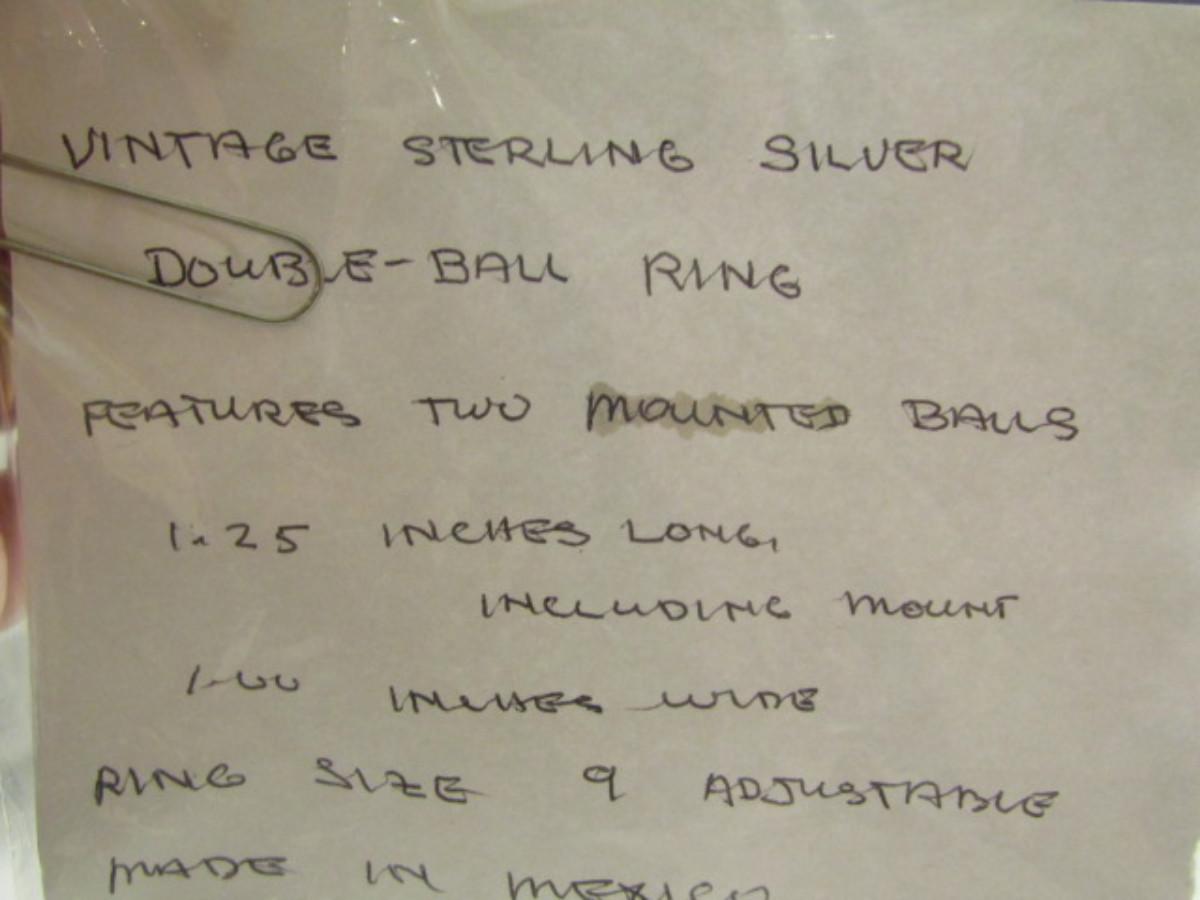 VINTAGE STERLING SILVER
DOUBLE-BALL RING
FEATURES TWO MOUNTED BALLS
1.25 INCHES LONG,
INCLUDING MOUNT
1.00 INCHES WIDE
RING SIZE 9 ADJUSTABLE
MADE IN MEXICO